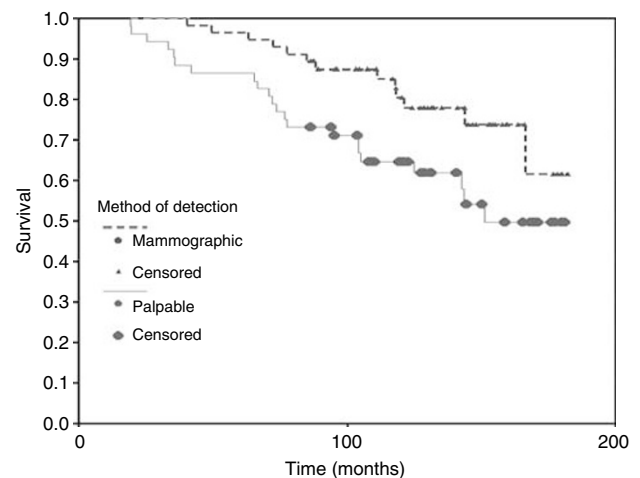 1.0
0.9
0.8
0.7
0.6
0.5
0.4
0.3
0.2
0.1
0.0
Survival
Method of detection
Mammographic
Censored
Palpable
Censored
0
100
200
Time (months)